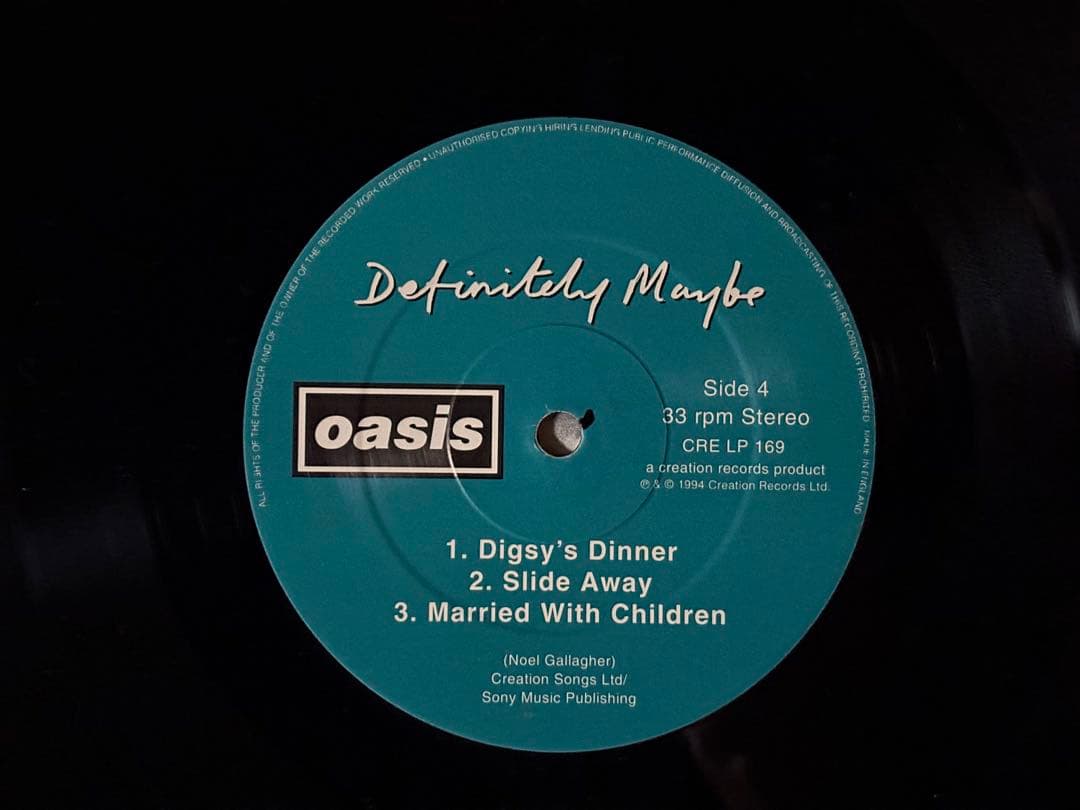 ALL RIGHTS OF THE PRODUCER AND OF THE OWNER OF THE RECORDED WORK RESERVED • UNAUTHORISED COPYING HIRING LENDING PUBLIC PERFORMANCE DIFFUSION AND BROADCASTING OF THIS RECORDING PROHIBITED MADE IN ENGLAND
Definitely Maybe
oasis
Side 4
33 rpm Stereo
CRE LP 169
a creation records product
℗ & © 1994 Creation Records Ltd.
1. Digsy's Dinner
2. Slide Away
3. Married With Children
(Noel Gallagher)
Creation Songs Ltd/
Sony Music Publishing